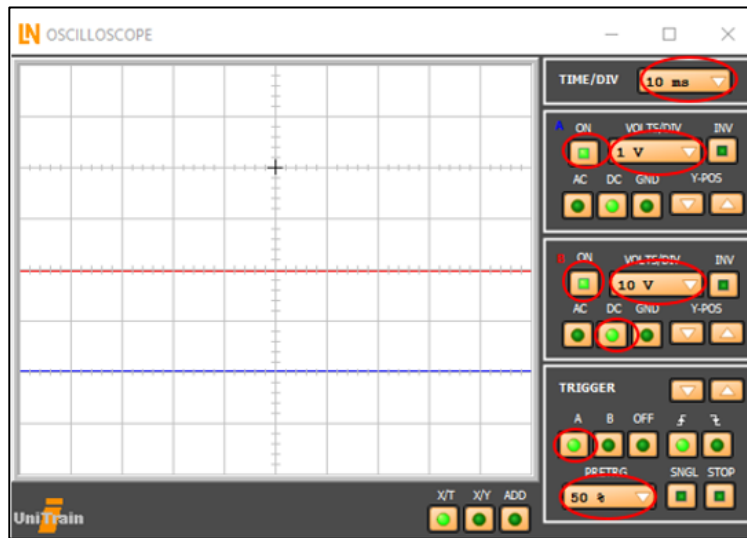 LN OSCILLOSCOPE
TIME/DIV 10 ms
A ON VOLTS/DIV INV
1 V
AC DC GND Y-POS
B ON VOLTS/DIV INV
10 V
AC DC GND Y-POS
TRIGGER
A B OFF
PRETRG SNGL STOP
50 %
X/T X/Y ADD
UniTrain